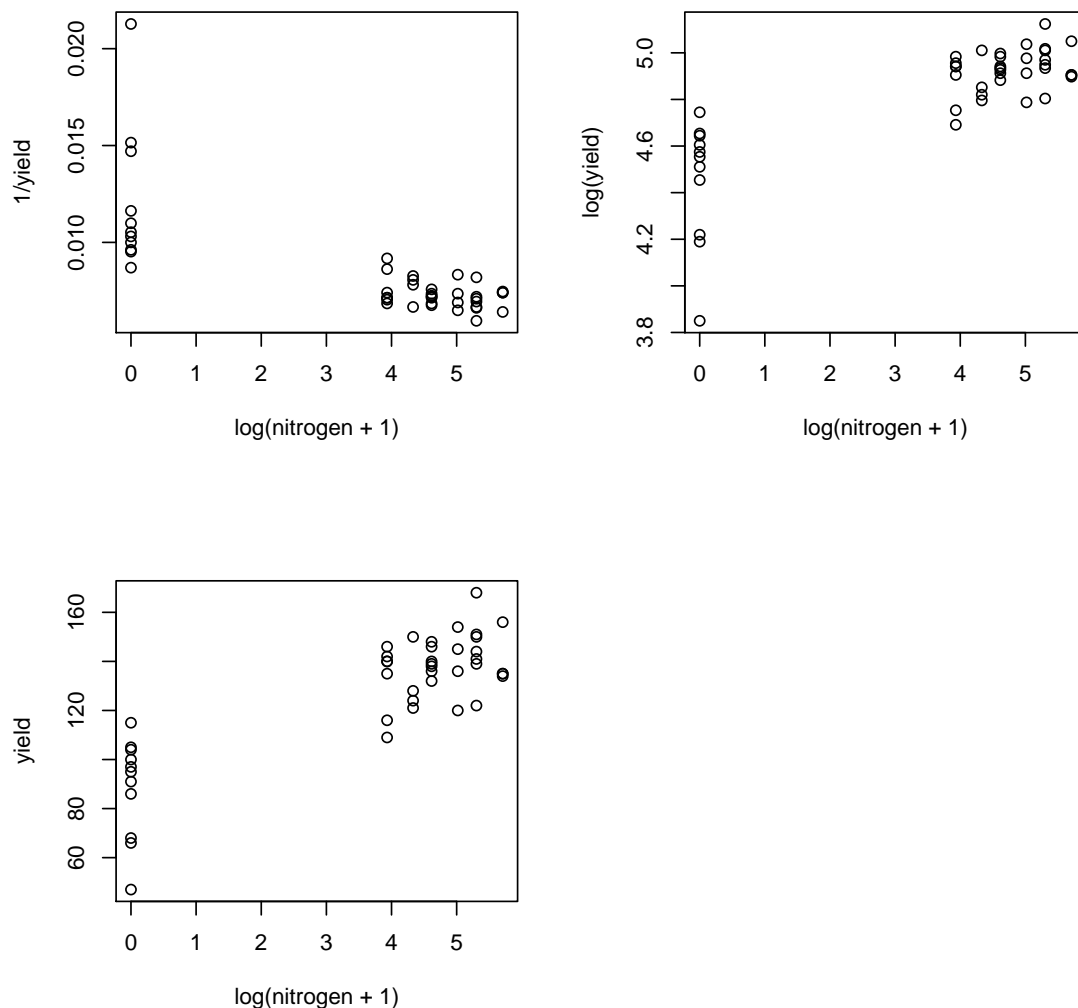 1/yield
0.020
0.015
0.010
0 1 2 3 4 5
log(nitrogen + 1)
log(yield)
5.0
4.6
4.2
3.8
0 1 2 3 4 5
log(nitrogen + 1)
yield
160
120
80
60
0 1 2 3 4 5
log(nitrogen + 1)